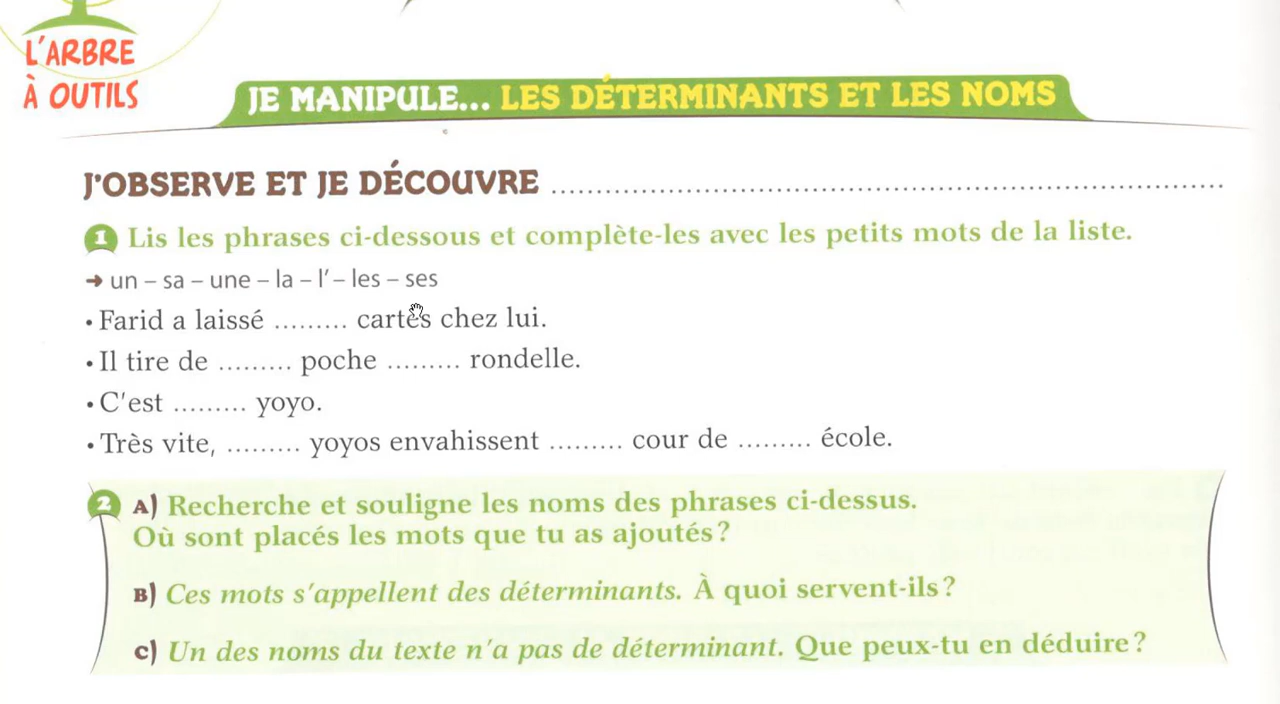 L'ARBRE
À OUTILS
JE MANIPULE... LES DÉTERMINANTS ET LES NOMS
J'OBSERVE ET JE DÉCOUVRE ................................................................................
1 Lis les phrases ci-dessous et complète-les avec les petits mots de la liste.
➜ un – sa – une – la – l' – les – ses
• Farid a laissé ......... cartes chez lui.
• Il tire de ......... poche ......... rondelle.
• C'est ......... yoyo.
• Très vite, ......... yoyos envahissent ......... cour de ......... école.
2 A) Recherche et souligne les noms des phrases ci-dessus.
Où sont placés les mots que tu as ajoutés ?
B) Ces mots s'appellent des déterminants. À quoi servent-ils ?
C) Un des noms du texte n'a pas de déterminant. Que peux-tu en déduire ?